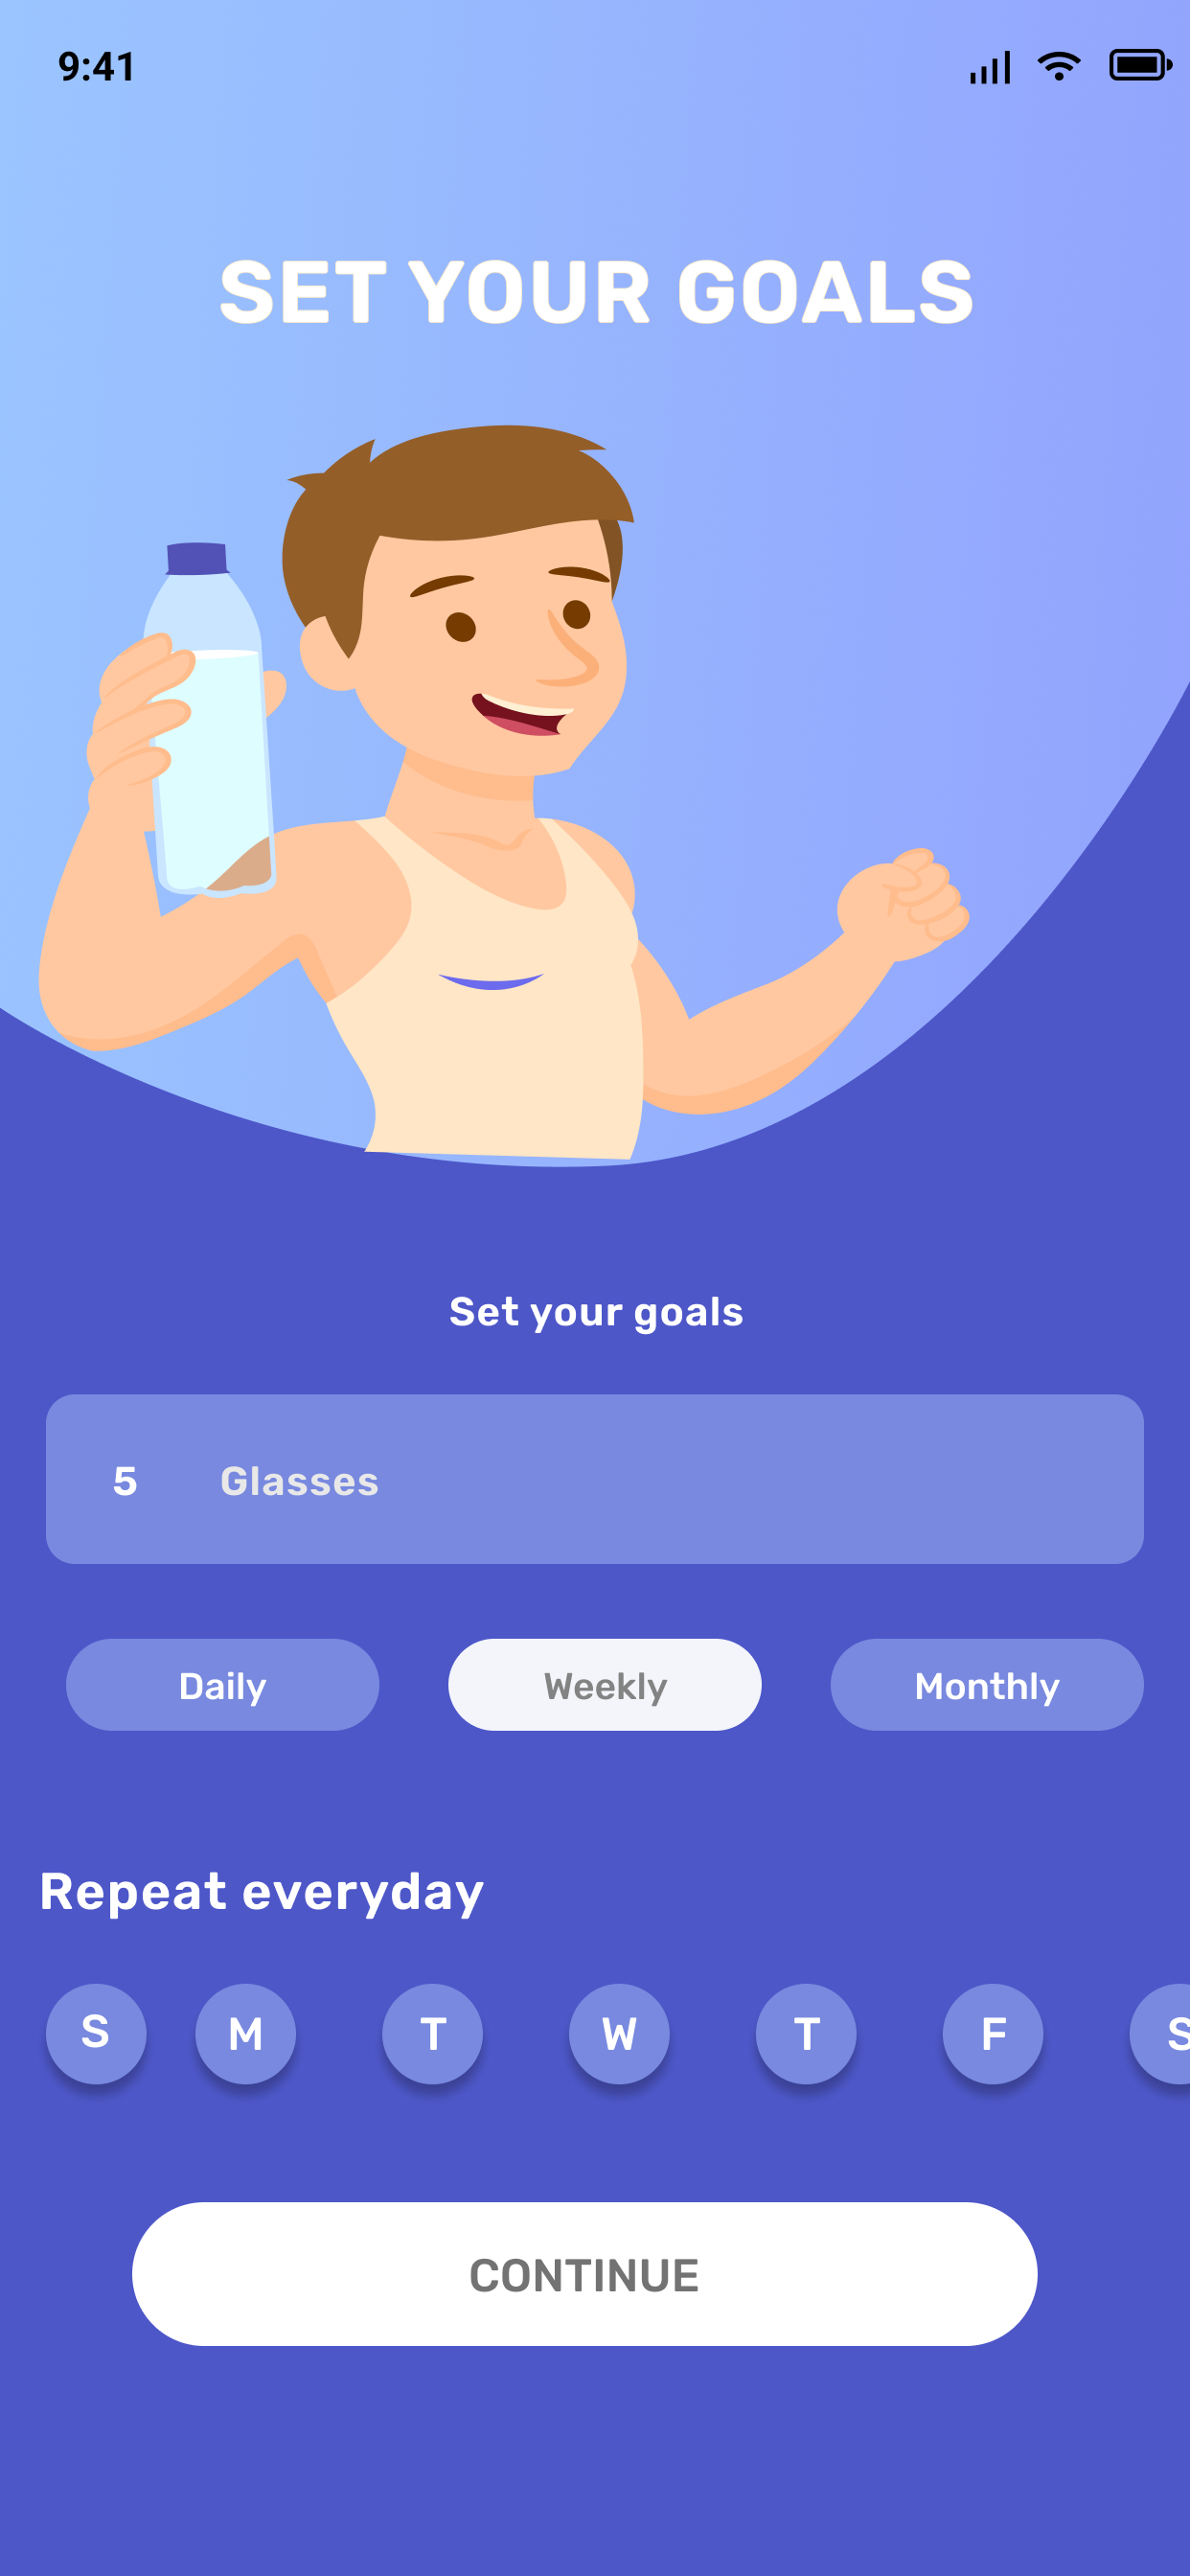 9:41
SET YOUR GOALS
Set your goals
5 Glasses
Daily Weekly Monthly
Repeat everyday
S M T W T F S
CONTINUE